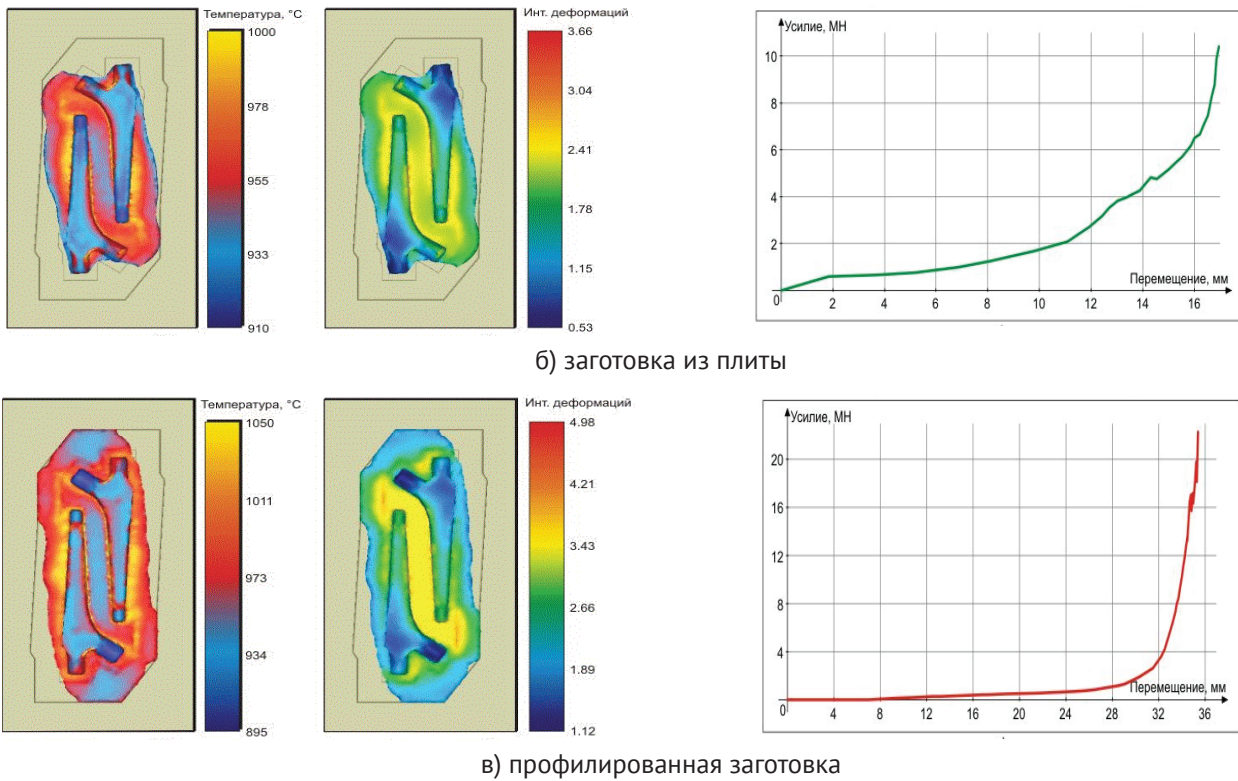 Температура, °C
1000
978
955
933
910
Инт. деформаций
3.66
3.04
2.41
1.78
1.15
0.53
Усилие, МН
10
8
6
4
2
0
2 4 6 8 10 12 14 16
Перемещение, мм
б) заготовка из плиты
Температура, °C
1050
1011
973
934
895
Инт. деформаций
4.98
4.21
3.43
2.66
1.89
1.12
Усилие, МН
20
16
12
8
4
0
4 8 12 16 20 24 28 32 36
Перемещение, мм
в) профилированная заготовка